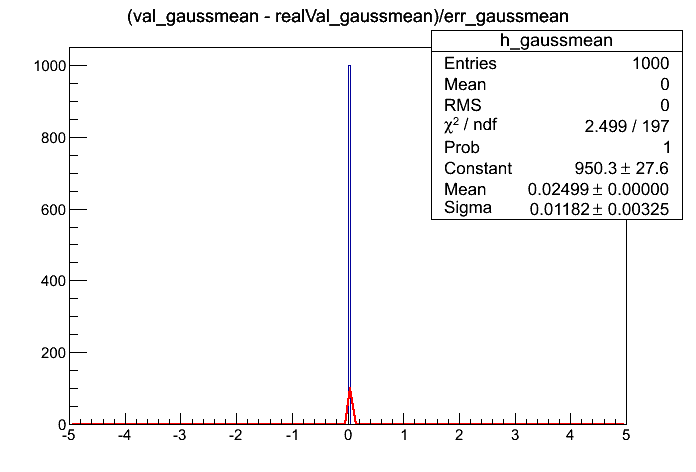 (val_gaussmean - realVal_gaussmean)/err_gaussmean
h_gaussmean
Entries 1000
Mean 0
RMS 0
χ² / ndf 2.499 / 197
Prob 1
Constant 950.3 ± 27.6
Mean 0.02499 ± 0.00000
Sigma 0.01182 ± 0.00325
1000
800
600
400
200
0
-5 -4 -3 -2 -1 0 1 2 3 4 5